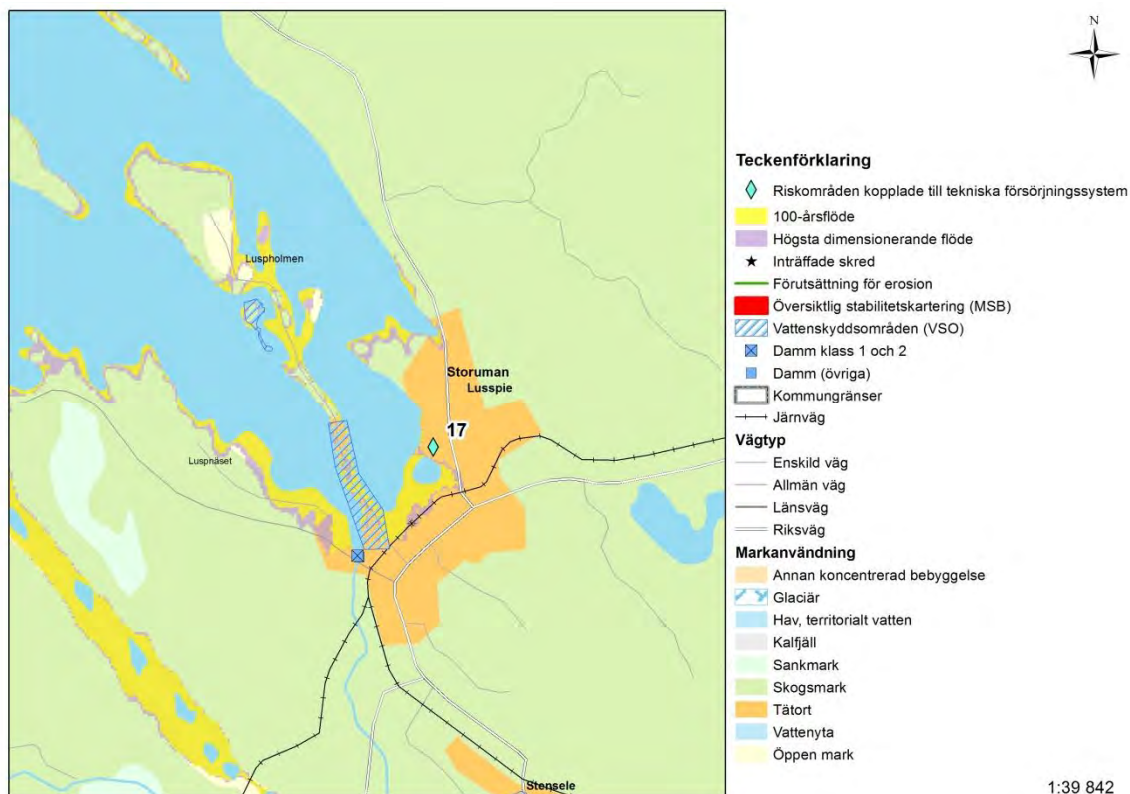 N
Luspholmen
Storuman
Lusspie
17
Luspnäset
Stensele
Teckenförklaring
Riskområden kopplade till tekniska försörjningssystem
100-årsflöde
Högsta dimensionerande flöde
Inträffade skred
Förutsättning för erosion
Översiktlig stabilitetskartering (MSB)
Vattenskyddsområden (VSO)
Damm klass 1 och 2
Damm (övriga)
Kommungränser
Järnväg
Vägtyp
Enskild väg
Allmän väg
Länsväg
Riksväg
Markanvändning
Annan koncentrerad bebyggelse
Glaciär
Hav, territorialt vatten
Kalfjäll
Sankmark
Skogsmark
Tätort
Vattenyta
Öppen mark
1:39 842